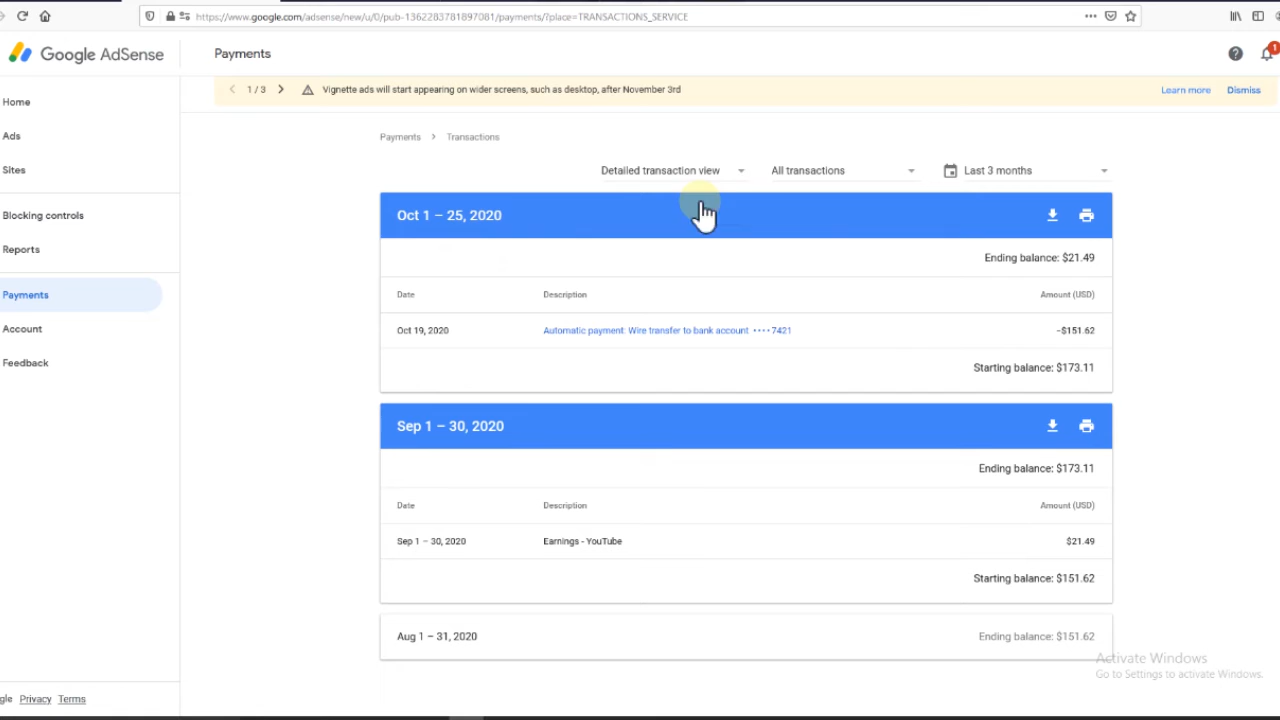 https://www.google.com/adsense/new/u/0/pub-1362283781897081/payments/?place=TRANSACTIONS_SERVICE
Google AdSense
Payments
1
1 / 3
Vignette ads will start appearing on wider screens, such as desktop, after November 3rd
Learn more
Dismiss
Home
Ads
Sites
Blocking controls
Reports
Payments
Account
Feedback
Payments > Transactions
Detailed transaction view
All transactions
Last 3 months
Oct 1 – 25, 2020
Ending balance: $21.49
Date Description Amount (USD)
Oct 19, 2020 Automatic payment: Wire transfer to bank account •••• 7421 -$151.62
Starting balance: $173.11
Sep 1 – 30, 2020
Ending balance: $173.11
Date Description Amount (USD)
Sep 1 – 30, 2020 Earnings - YouTube $21.49
Starting balance: $151.62
Aug 1 – 31, 2020 Ending balance: $151.62
Activate Windows
Go to Settings to activate Windows.
gle Privacy Terms